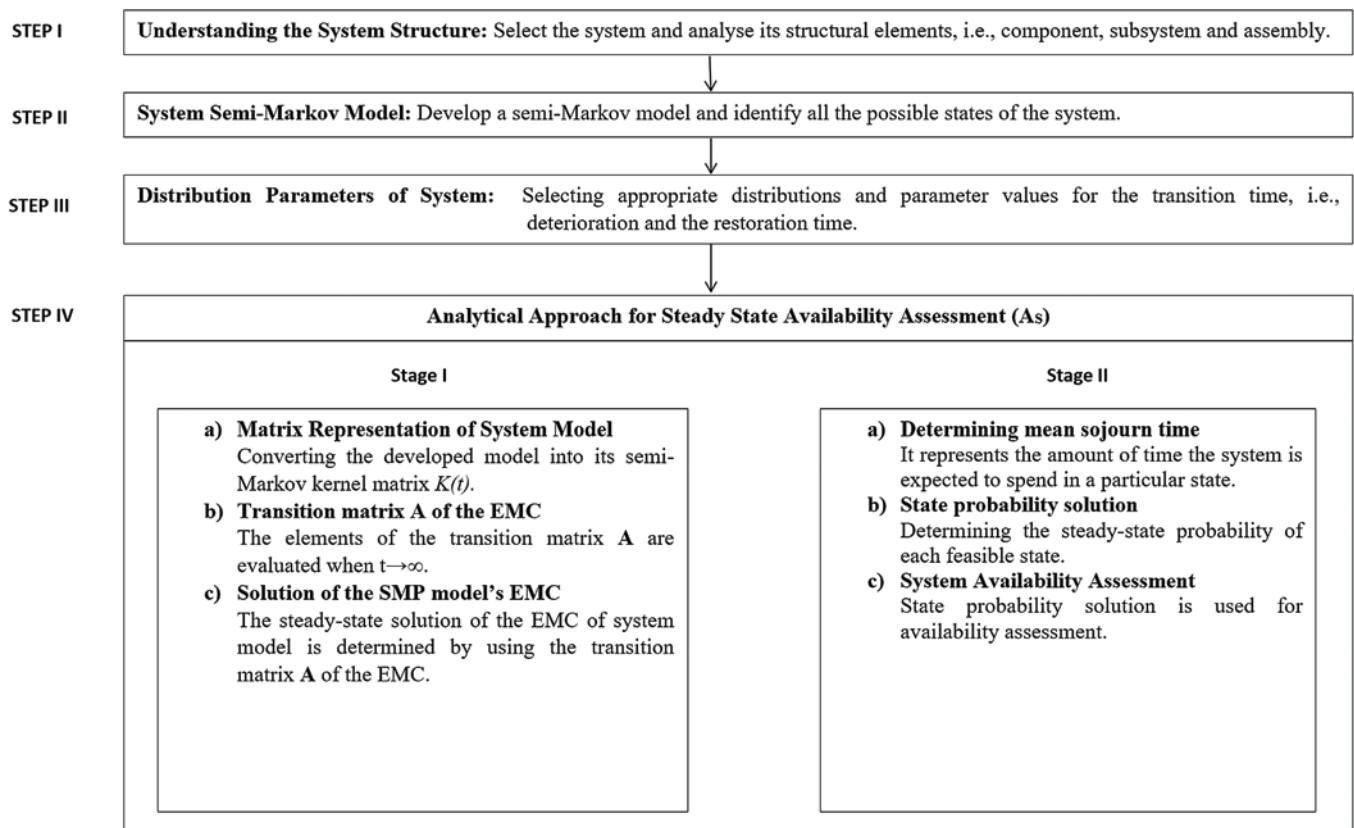 STEP I
Understanding the System Structure: Select the system and analyse its structural elements, i.e., component, subsystem and assembly.
STEP II
System Semi-Markov Model: Develop a semi-Markov model and identify all the possible states of the system.
STEP III
Distribution Parameters of System: Selecting appropriate distributions and parameter values for the transition time, i.e.,
deterioration and the restoration time.
STEP IV
Analytical Approach for Steady State Availability Assessment (As)
Stage I
a) Matrix Representation of System Model
Converting the developed model into its semi-
Markov kernel matrix K(t).
b) Transition matrix A of the EMC
The elements of the transition matrix A are
evaluated when t→∞.
c) Solution of the SMP model’s EMC
The steady-state solution of the EMC of system
model is determined by using the transition
matrix A of the EMC.
Stage II
a) Determining mean sojourn time
It represents the amount of time the system is
expected to spend in a particular state.
b) State probability solution
Determining the steady-state probability of
each feasible state.
c) System Availability Assessment
State probability solution is used for
availability assessment.